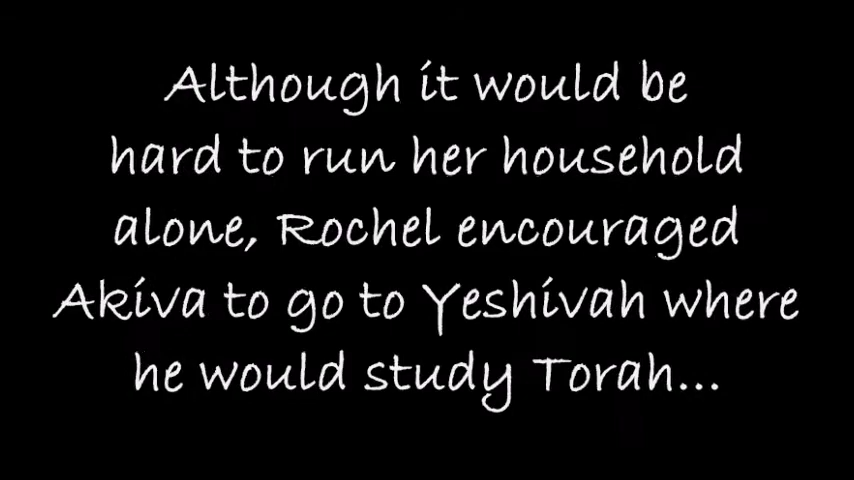 Although it would be
hard to run her household
alone, Rochel encouraged
Akiva to go to Yeshivah where
he would study Torah...